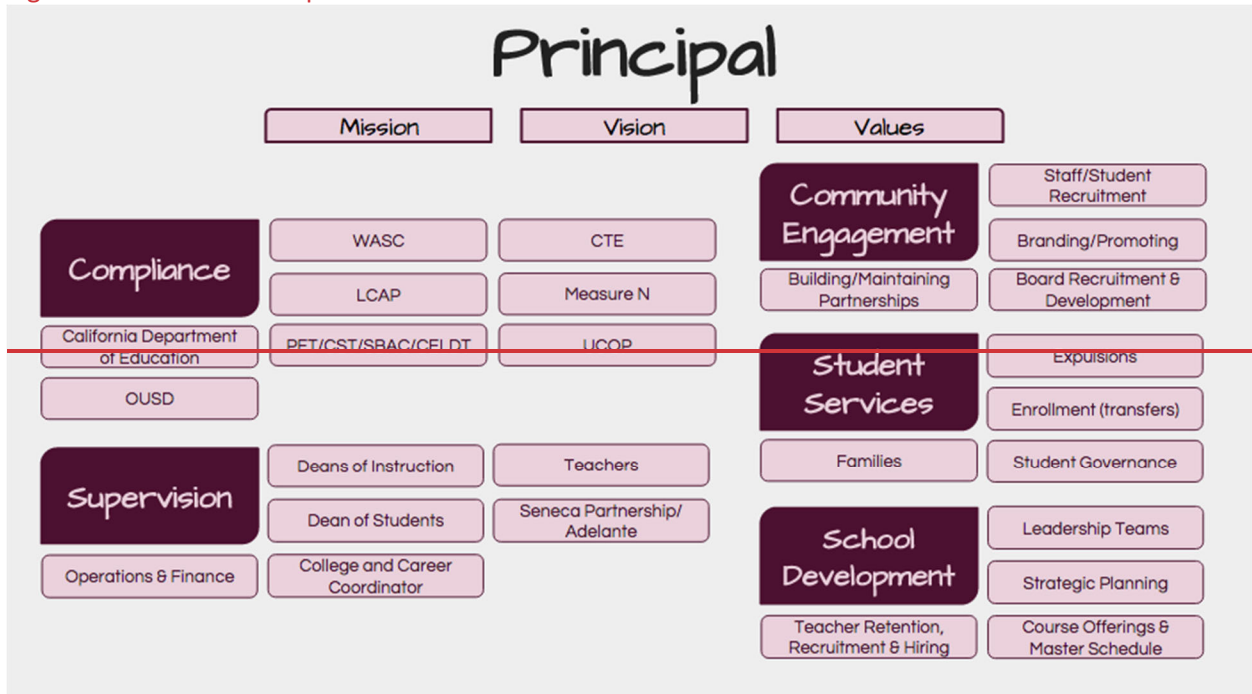 Principal
Mission
Vision
Values
Compliance
WASC
CTE
LCAP
Measure N
California Department
of Education
PFT/CST/SBAC/CELDT
UCOP
OUSD
Supervision
Deans of Instruction
Teachers
Dean of Students
Seneca Partnership/
Adelante
Operations & Finance
College and Career
Coordinator
Community
Engagement
Staff/Student
Recruitment
Branding/Promoting
Building/Maintaining
Partnerships
Board Recruitment &
Development
Student
Services
Expulsions
Enrollment (transfers)
Families
Student Governance
School
Development
Leadership Teams
Strategic Planning
Teacher Retention,
Recruitment & Hiring
Course Offerings &
Master Schedule